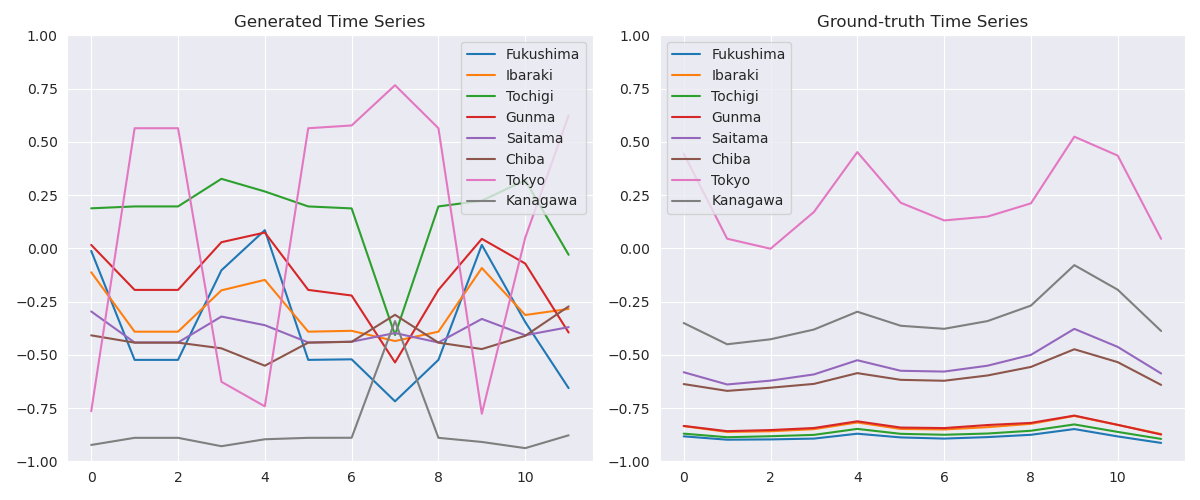 Generated Time Series
1.00
0.75
0.50
0.25
0.00
−0.25
−0.50
−0.75
−1.00
0 2 4 6 8 10
Fukushima
Ibaraki
Tochigi
Gunma
Saitama
Chiba
Tokyo
Kanagawa
Ground-truth Time Series
1.00
0.75
0.50
0.25
0.00
−0.25
−0.50
−0.75
−1.00
0 2 4 6 8 10
Fukushima
Ibaraki
Tochigi
Gunma
Saitama
Chiba
Tokyo
Kanagawa